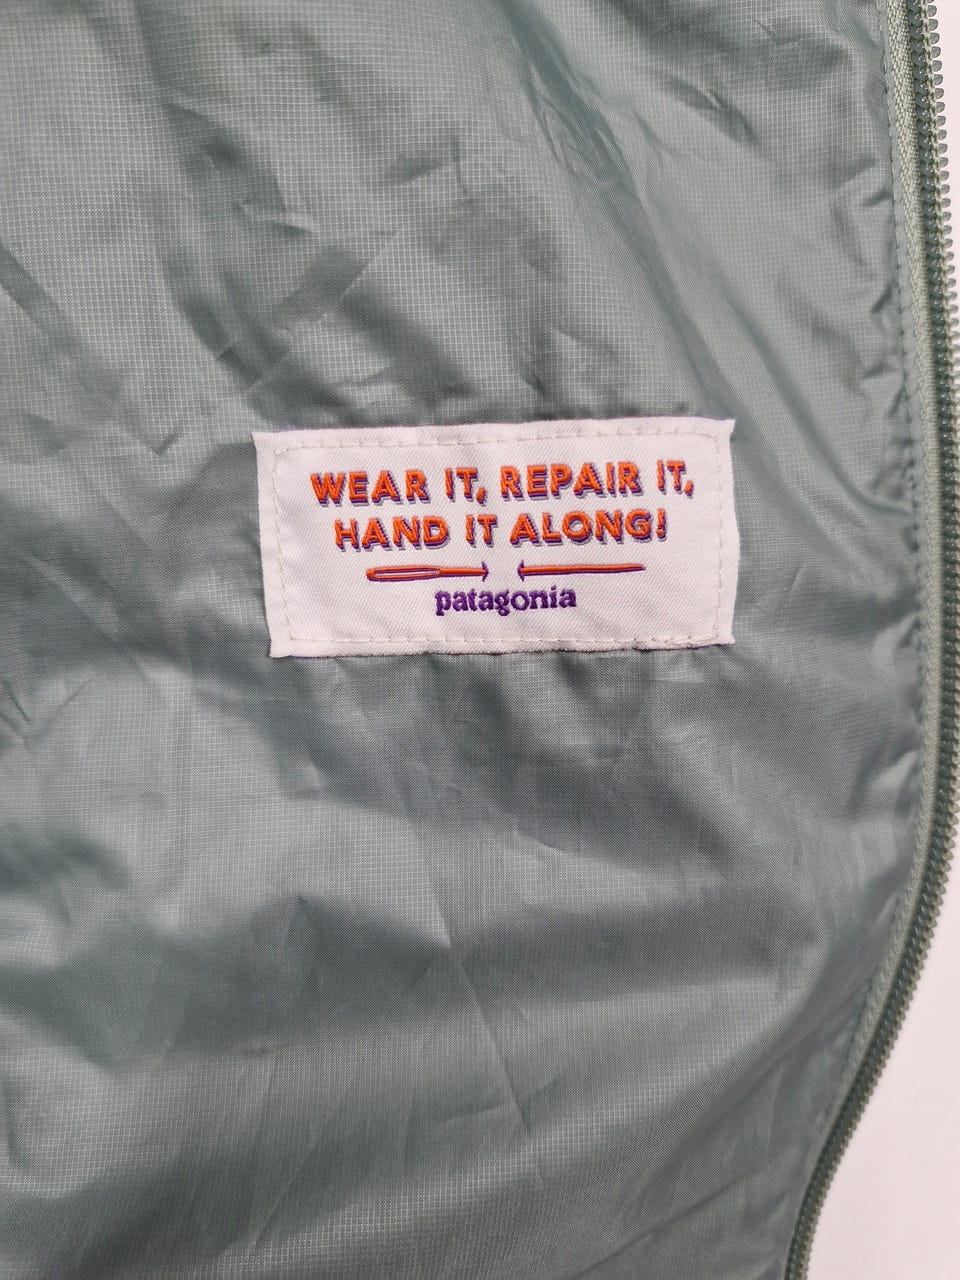 WEAR IT, REPAIR IT,
HAND IT ALONG!
patagonia